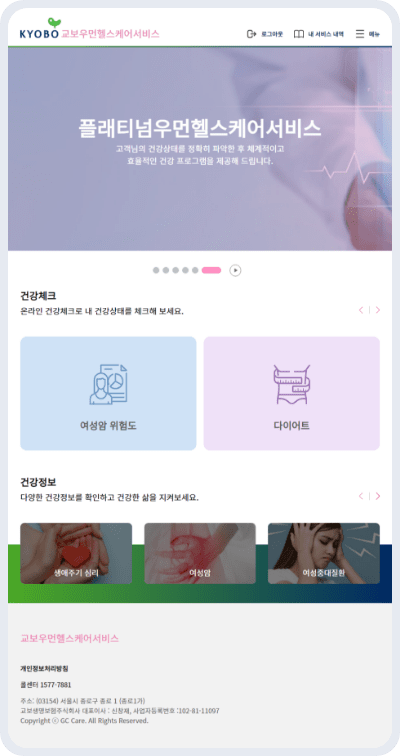 KYOBO 교보우먼헬스케어서비스
로그아웃 내 서비스 내역 메뉴
플래티넘우먼헬스케어서비스
고객님의 건강상태를 정확히 파악한 후 체계적이고
효율적인 건강 프로그램을 제공해 드립니다.
건강체크
온라인 건강체크로 내 건강상태를 체크해 보세요.
여성암 위험도 다이어트
건강정보
다양한 건강정보를 확인하고 건강한 삶을 지켜보세요.
생애주기 심리 여성암 여성중대질환
교보우먼헬스케어서비스
개인정보처리방침
콜센타 1577-7881
주소: (03154) 서울시 종로구 종로 1 (종로1가)
교보생명보험주식회사 대표이사 : 신창재, 사업자등록번호 :102-81-11097
Copyright ⓒ GC Care. All Rights Reserved.